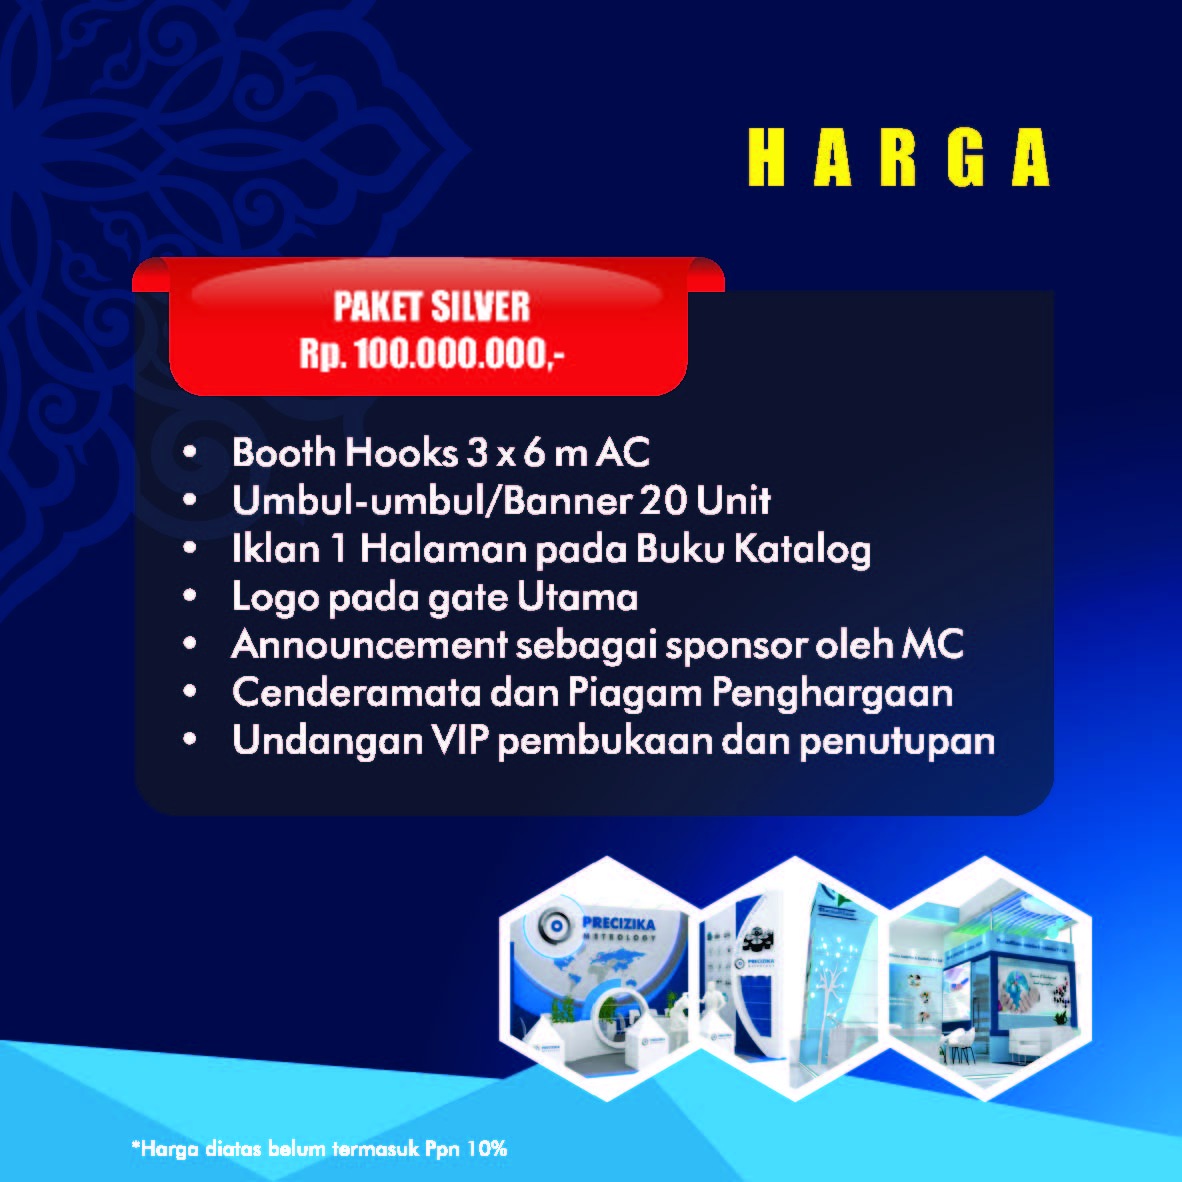 HARGA
PAKET SILVER
Rp. 100.000.000,-
• Booth Hooks 3 x 6 m AC
• Umbul-umbul/Banner 20 Unit
• Iklan 1 Halaman pada Buku Katalog
• Logo pada gate Utama
• Announcement sebagai sponsor oleh MC
• Cenderamata dan Piagam Penghargaan
• Undangan VIP pembukaan dan penutupan
PRECIZIKA
METROLOGY
PRECIZIKA
*Harga diatas belum termasuk Ppn 10%